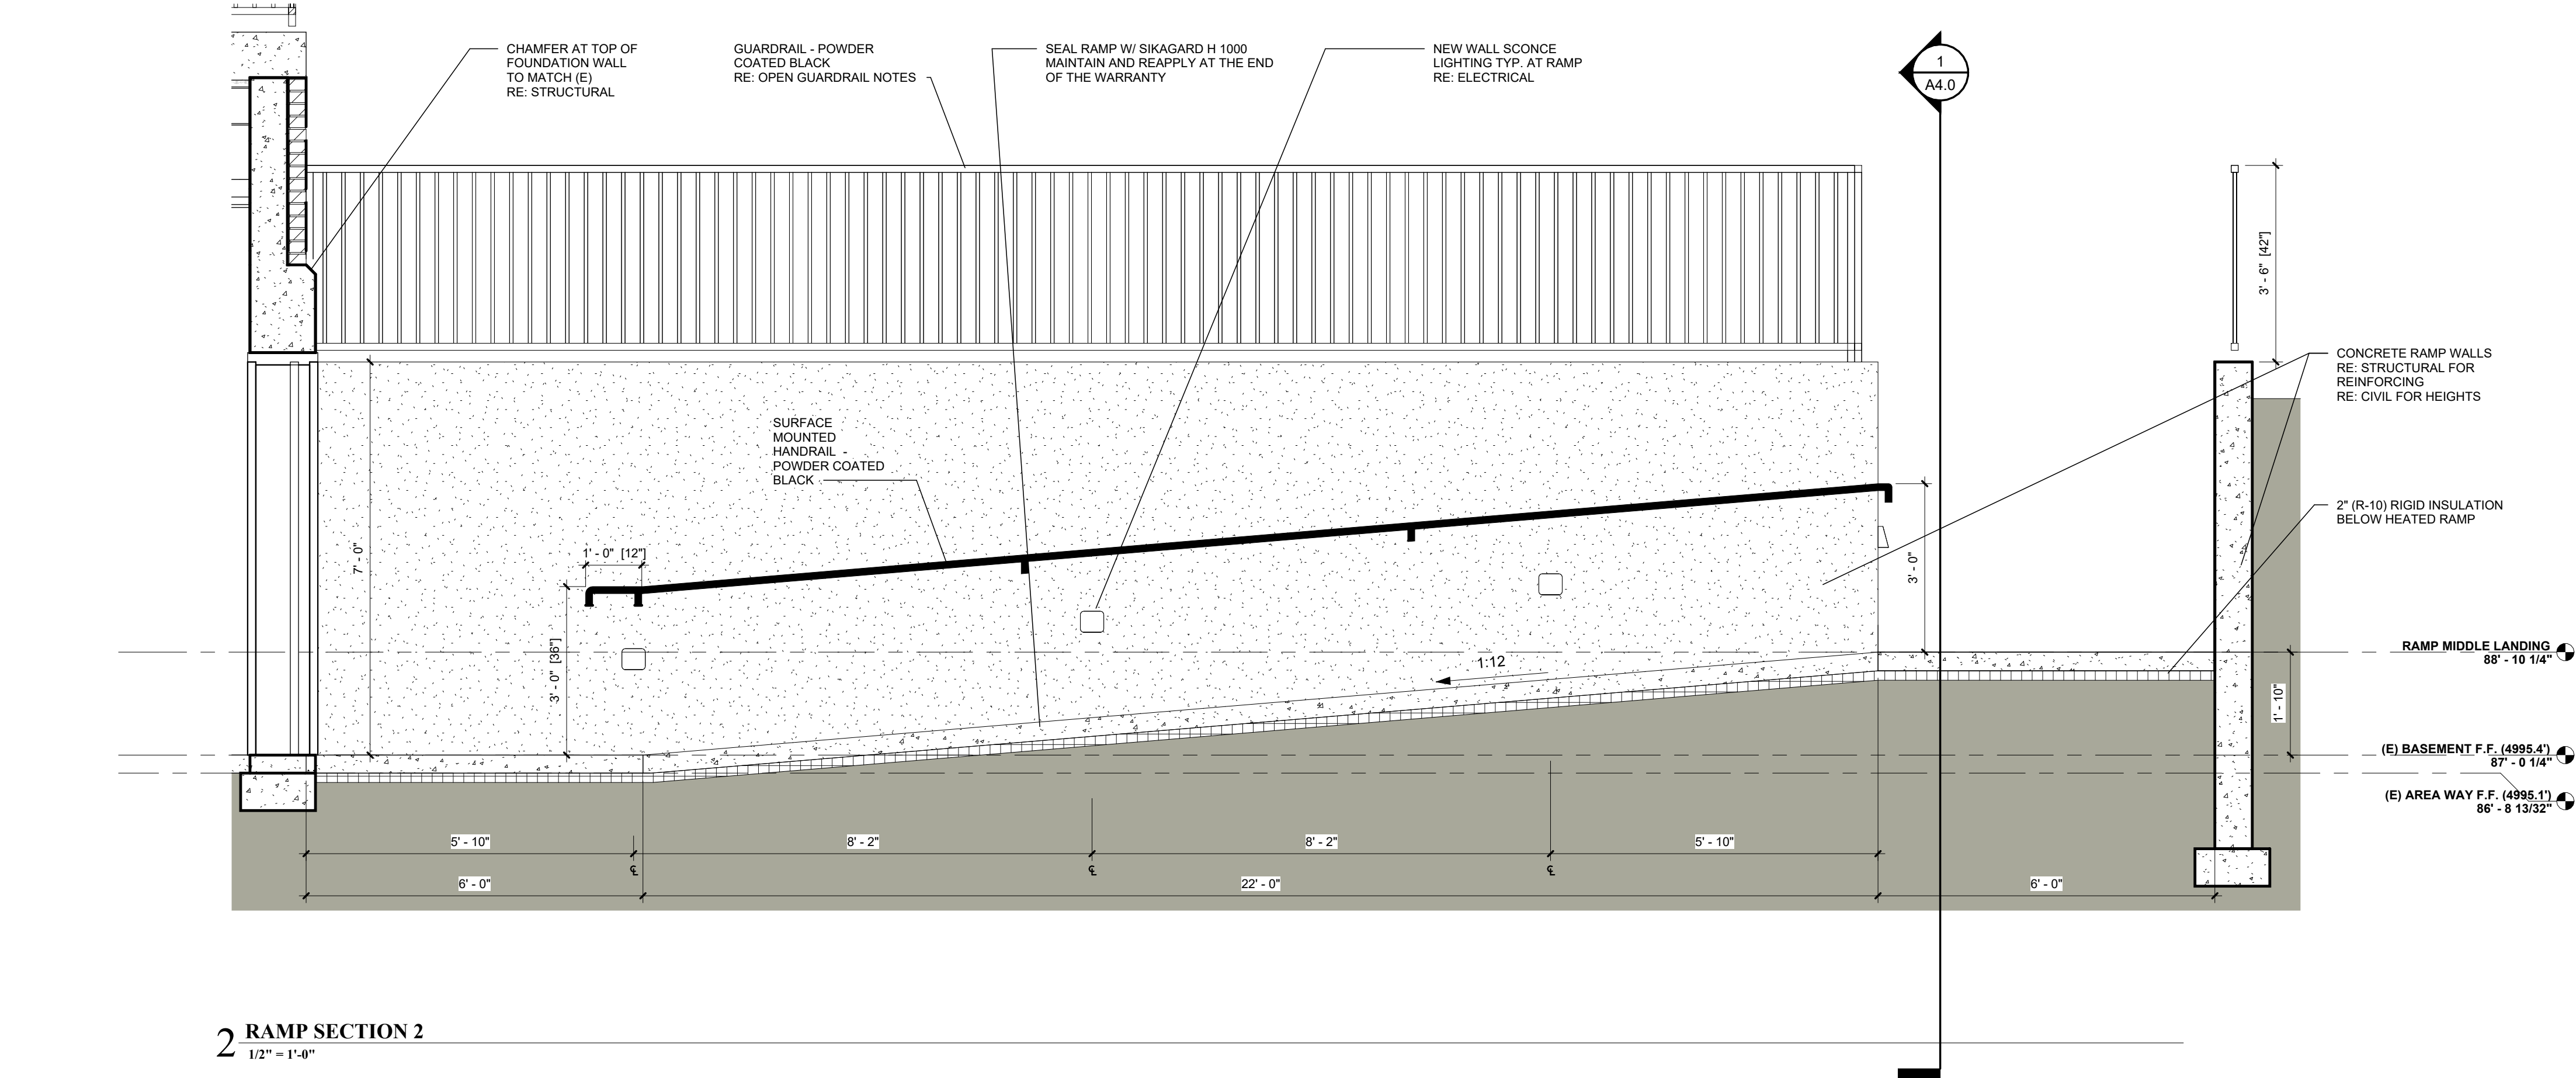 CHAMFER AT TOP OF
FOUNDATION WALL
TO MATCH (E)
RE: STRUCTURAL
GUARDRAIL - POWDER
COATED BLACK
RE: OPEN GUARDRAIL NOTES
SEAL RAMP W/ SIKAGARD H 1000
MAINTAIN AND REAPPLY AT THE END
OF THE WARRANTY
NEW WALL SCONCE
LIGHTING TYP. AT RAMP
RE: ELECTRICAL
1
A4.0
3' - 6" [42"]
CONCRETE RAMP WALLS
RE: STRUCTURAL FOR
REINFORCING
RE: CIVIL FOR HEIGHTS
SURFACE
MOUNTED
HANDRAIL -
POWDER COATED
BLACK
2" (R-10) RIGID INSULATION
BELOW HEATED RAMP
7' - 0"
1' - 0" [12"]
3' - 0"
3' - 0" [36"]
1:12
RAMP MIDDLE LANDING
88' - 10 1/4"
1' - 10"
(E) BASEMENT F.F. (4995.4')
87' - 0 1/4"
(E) AREA WAY F.F. (4995.1')
86' - 8 13/32"
5' - 10"
8' - 2"
8' - 2"
5' - 10"
℄
℄
℄
6' - 0"
22' - 0"
6' - 0"
2 RAMP SECTION 2
1/2" = 1'-0"